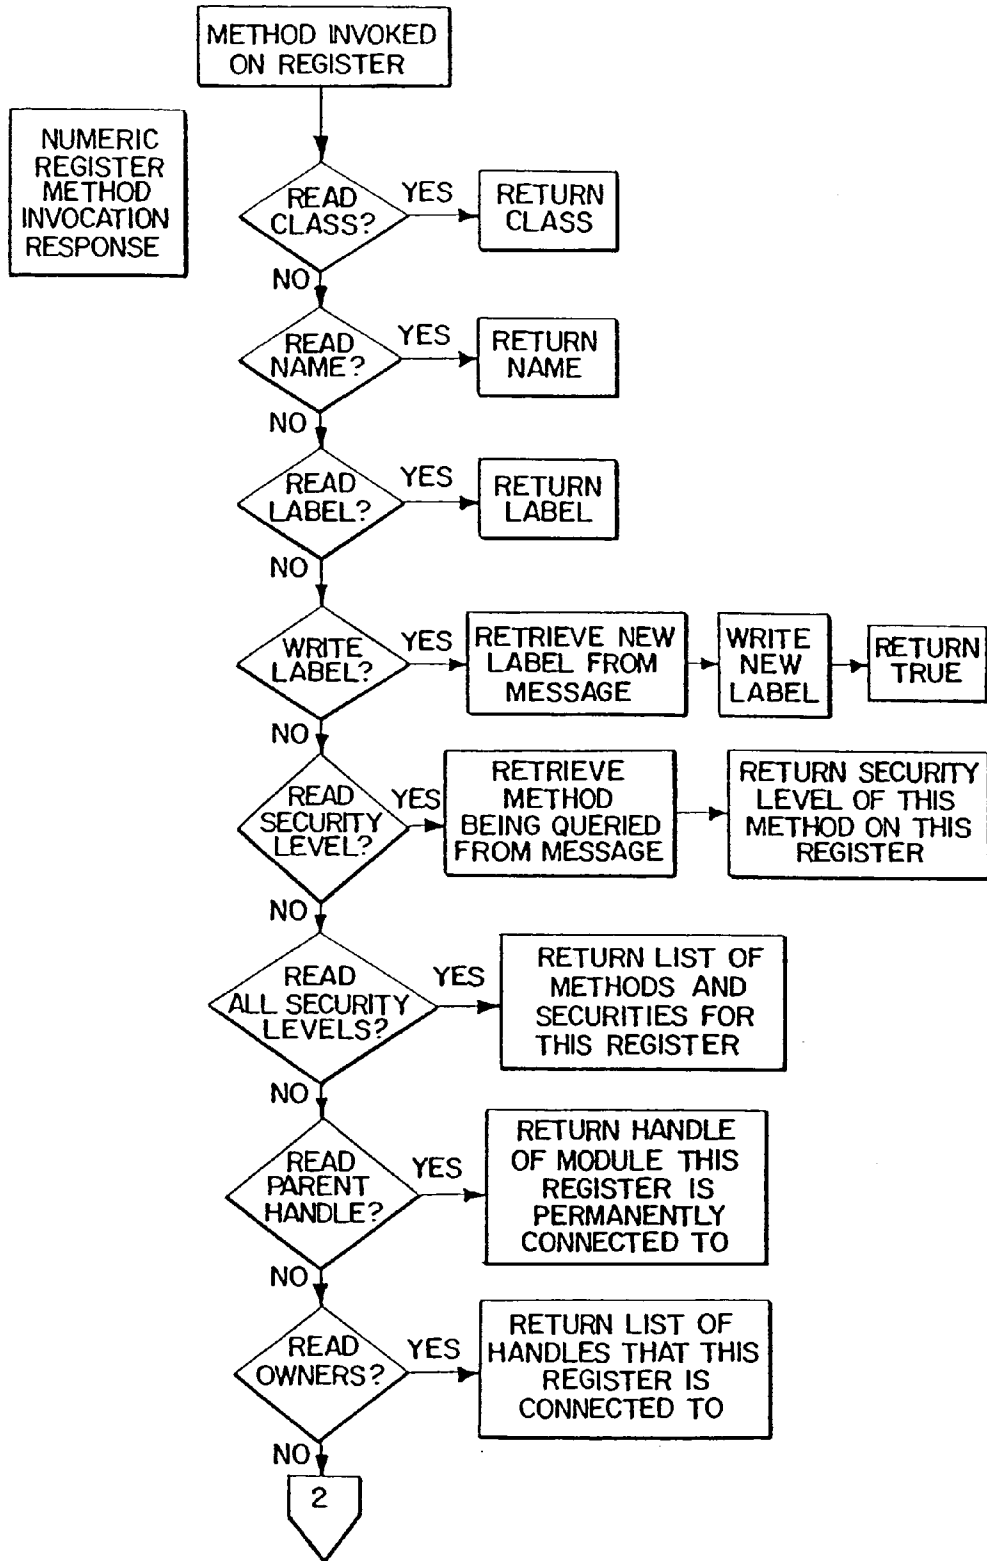 METHOD INVOKED
ON REGISTER
NUMERIC
REGISTER
METHOD
INVOCATION
RESPONSE
READ
CLASS?
YES
RETURN
CLASS
NO
READ
NAME?
YES
RETURN
NAME
NO
READ
LABEL?
YES
RETURN
LABEL
NO
WRITE
LABEL?
YES
RETRIEVE NEW
LABEL FROM
MESSAGE
WRITE
NEW
LABEL
RETURN
TRUE
NO
READ
SECURITY
LEVEL?
YES
RETRIEVE
METHOD
BEING QUERIED
FROM MESSAGE
RETURN SECURITY
LEVEL OF THIS
METHOD ON THIS
REGISTER
NO
READ
ALL SECURITY
LEVELS?
YES
RETURN LIST OF
METHODS AND
SECURITIES FOR
THIS REGISTER
NO
READ
PARENT
HANDLE?
YES
RETURN HANDLE
OF MODULE THIS
REGISTER IS
PERMANENTLY
CONNECTED TO
NO
READ
OWNERS?
YES
RETURN LIST OF
HANDLES THAT THIS
REGISTER IS
CONNECTED TO
NO
2